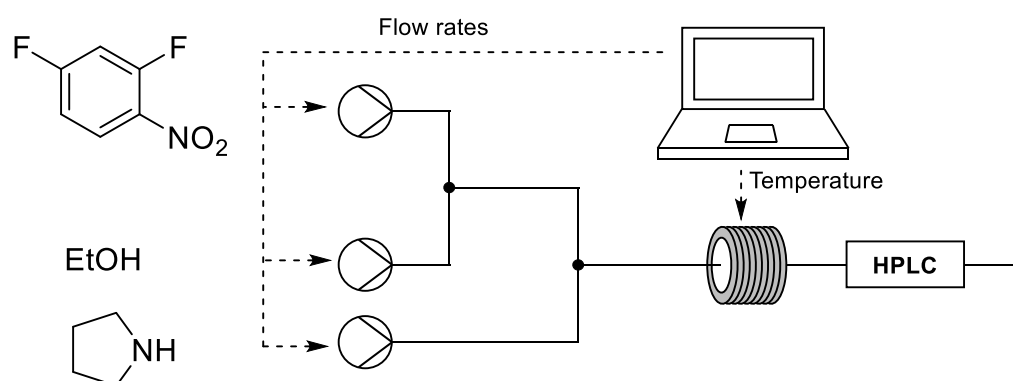 Flow rates
F
F
NO2
Temperature
EtOH
HPLC
NH